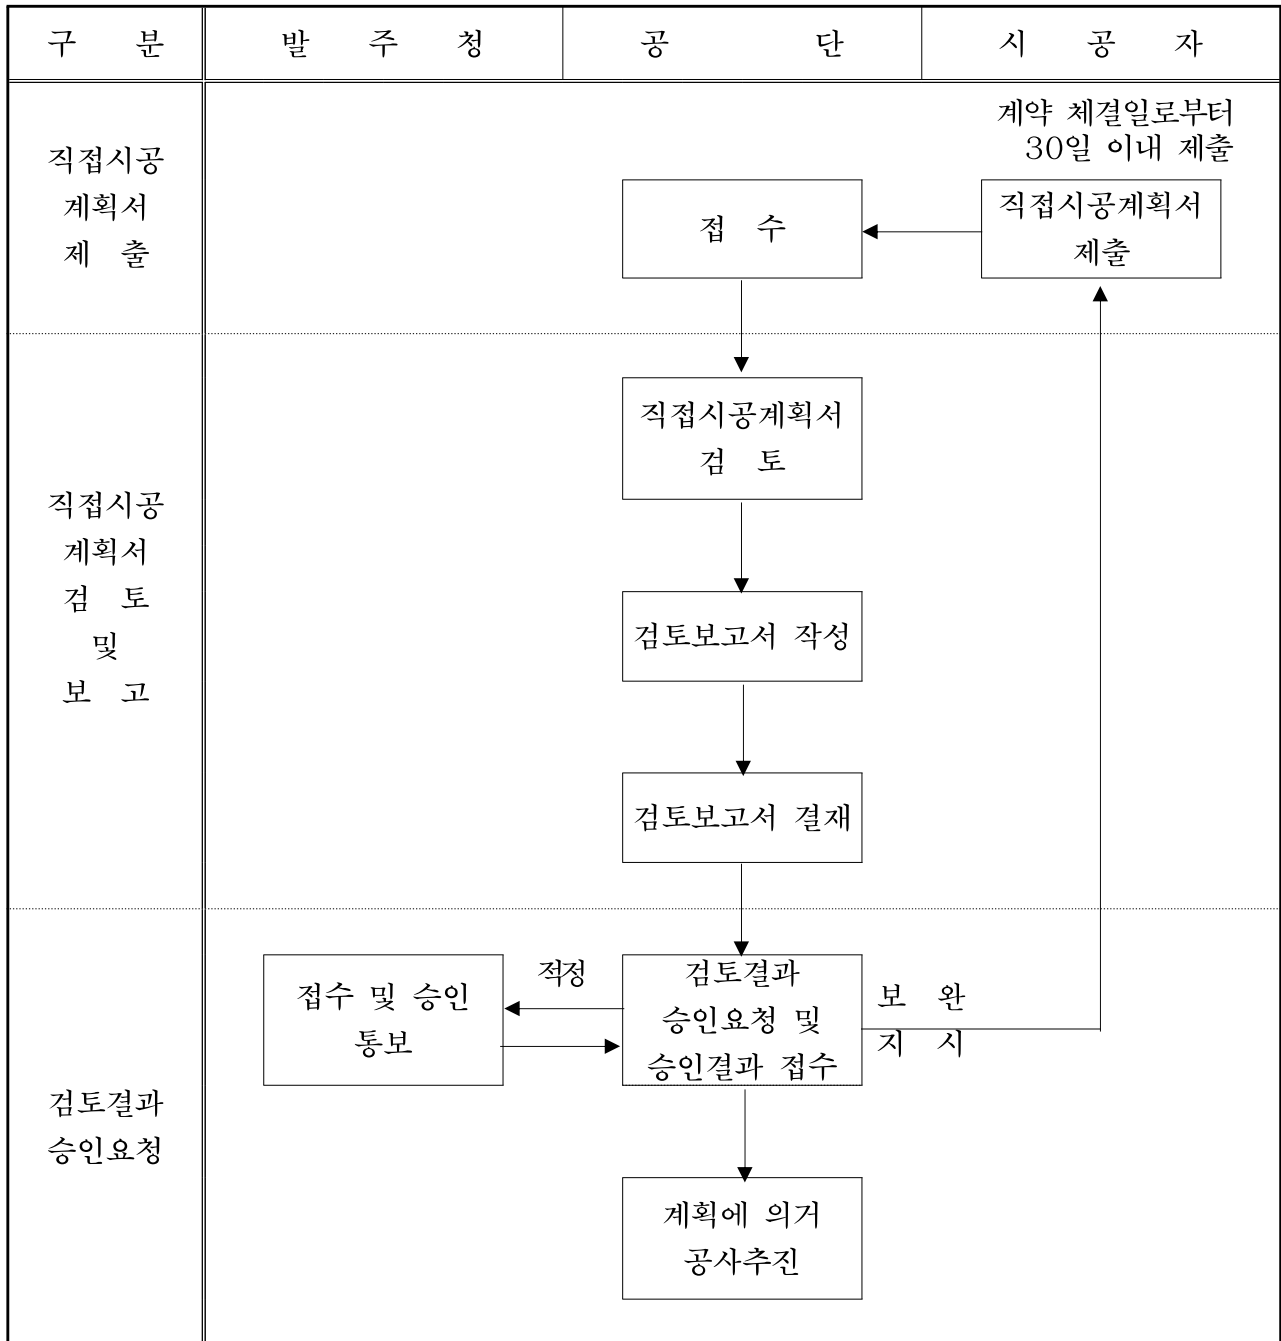 구 분 발 주 청 공 단 시 공 자
계약 체결일로부터
30일 이내 제출
직접시공
계획서
제 출
접 수
직접시공계획서
제출
직접시공
계획서
검 토
및
보 고
직접시공계획서
검 토
검토보고서 작성
검토보고서 결재
검토결과
승인요청
접수 및 승인
통보
적정
검토결과
승인요청 및
승인결과 접수
보 완
지 시
계획에 의거
공사추진